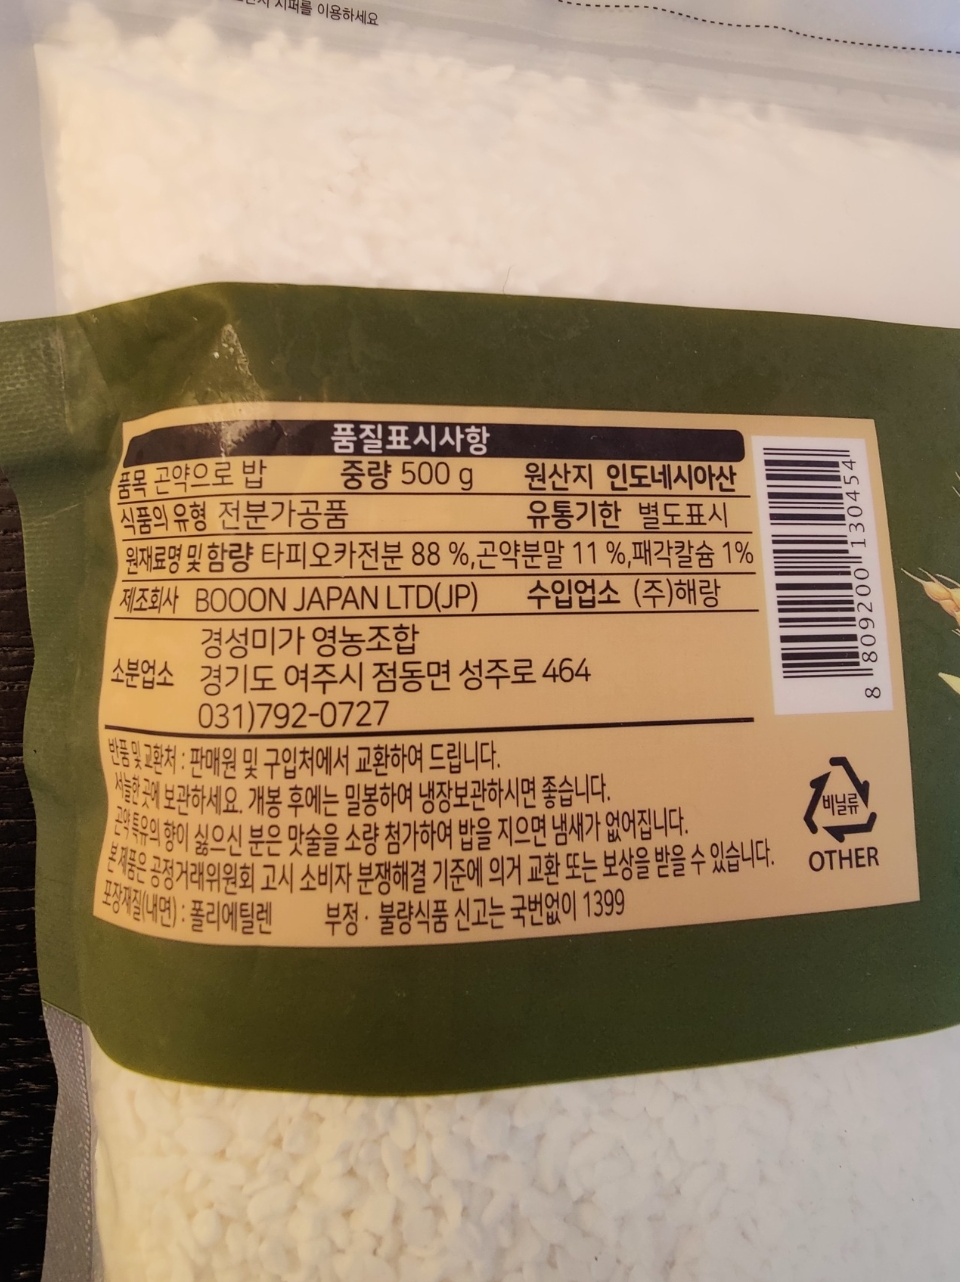 지퍼를 이용하세요
품질표시사항
품목 곤약으로 밥 중량 500 g 원산지 인도네시아산
식품의 유형 전분가공품 유통기한 별도표시
원재료명 및 함량 타피오카전분 88 %,곤약분말 11 %,패각칼슘 1%
제조회사 BOOON JAPAN LTD(JP) 수입업소 (주)해랑
소분업소 경성미가 영농조합
경기도 여주시 점동면 성주로 464
031)792-0727
반품 및 교환처 : 판매원 및 구입처에서 교환하여 드립니다.
서늘한 곳에 보관하세요. 개봉 후에는 밀봉하여 냉장보관하시면 좋습니다.
곤약 특유의 향이 싫으신 분은 맛술을 소량 첨가하여 밥을 지으면 냄새가 없어집니다.
본 제품은 공정거래위원회 고시 소비자 분쟁해결 기준에 의거 교환 또는 보상을 받을 수 있습니다.
포장재질(내면) : 폴리에틸렌 부정 · 불량식품 신고는 국번없이 1399
8 809200 130454
비닐류
OTHER